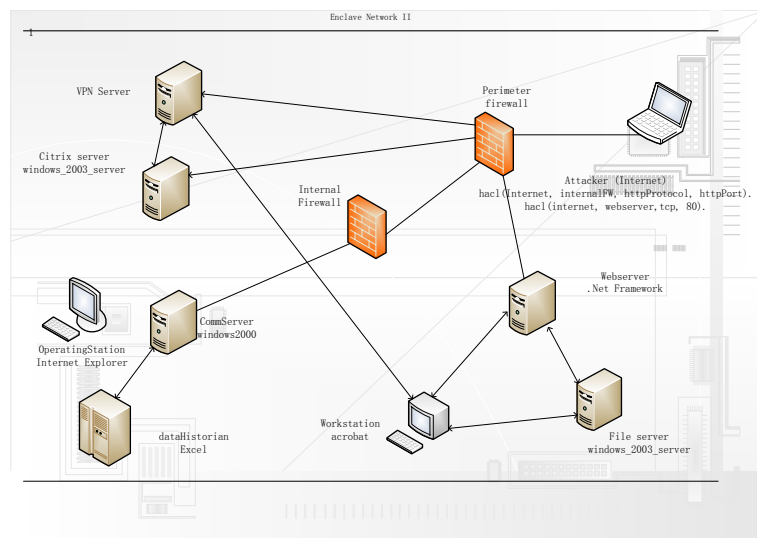 Enclave Network II
1
VPN Server
Perimeter
firewall
Citrix server
windows_2003_server
Attacker (Internet)
hacl(Internet, internalFW, httpProtocol, httpPort).
hacl(internet, webserver,tcp, 80).
Internal
Firewall
Webserver
.Net Framework
CommServer
windows2000
OperatingStation
Internet Explorer
Workstation
acrobat
dataHistorian
Excel
File server
windows_2003_server